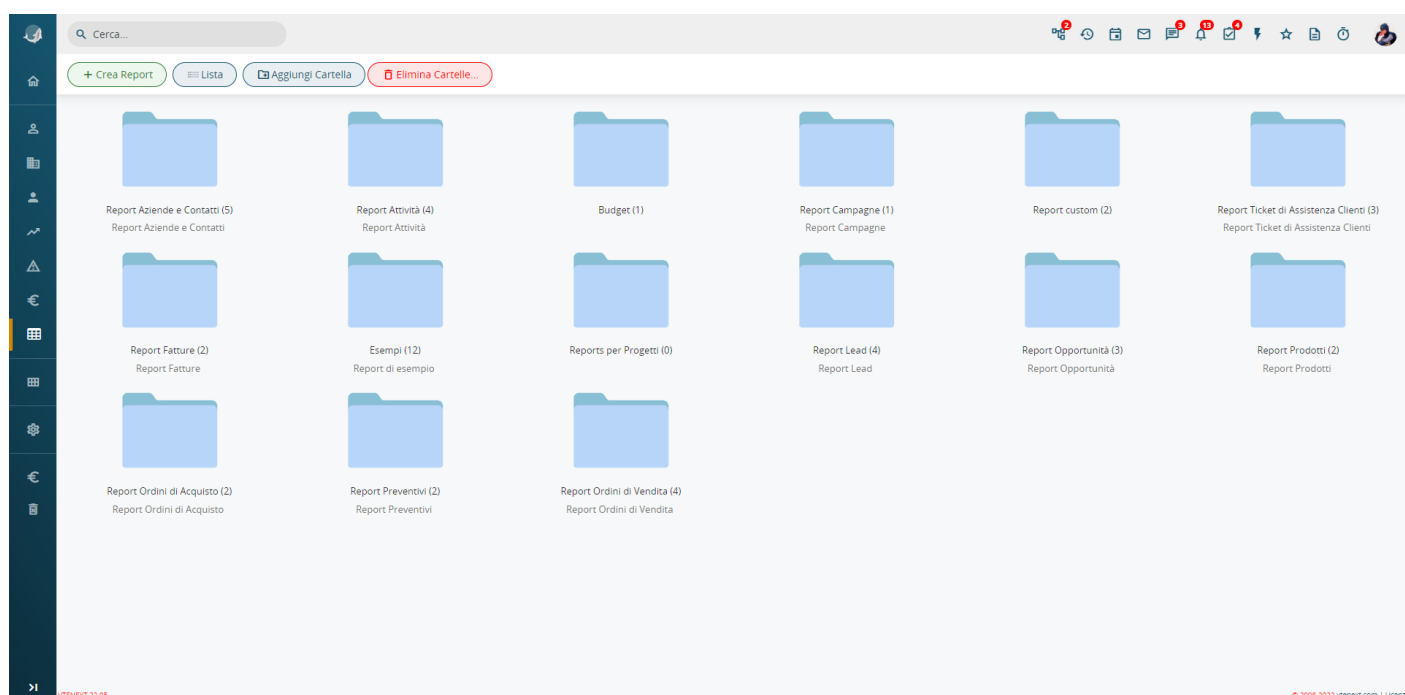 Cerca...
2
3
13
4
+ Crea Report
Lista
Aggiungi Cartella
Elimina Cartelle...
Report Aziende e Contatti (5)
Report Aziende e Contatti
Report Attività (4)
Report Attività
Budget (1)
Report Campagne (1)
Report Campagne
Report custom (2)
Report Ticket di Assistenza Clienti (3)
Report Ticket di Assistenza Clienti
Report Fatture (2)
Report Fatture
Esempi (12)
Report di esempio
Reports per Progetti (0)
Report Lead (4)
Report Lead
Report Opportunità (3)
Report Opportunità
Report Prodotti (2)
Report Prodotti
Report Ordini di Acquisto (2)
Report Ordini di Acquisto
Report Preventivi (2)
Report Preventivi
Report Ordini di Vendita (4)
Report Ordini di Vendita